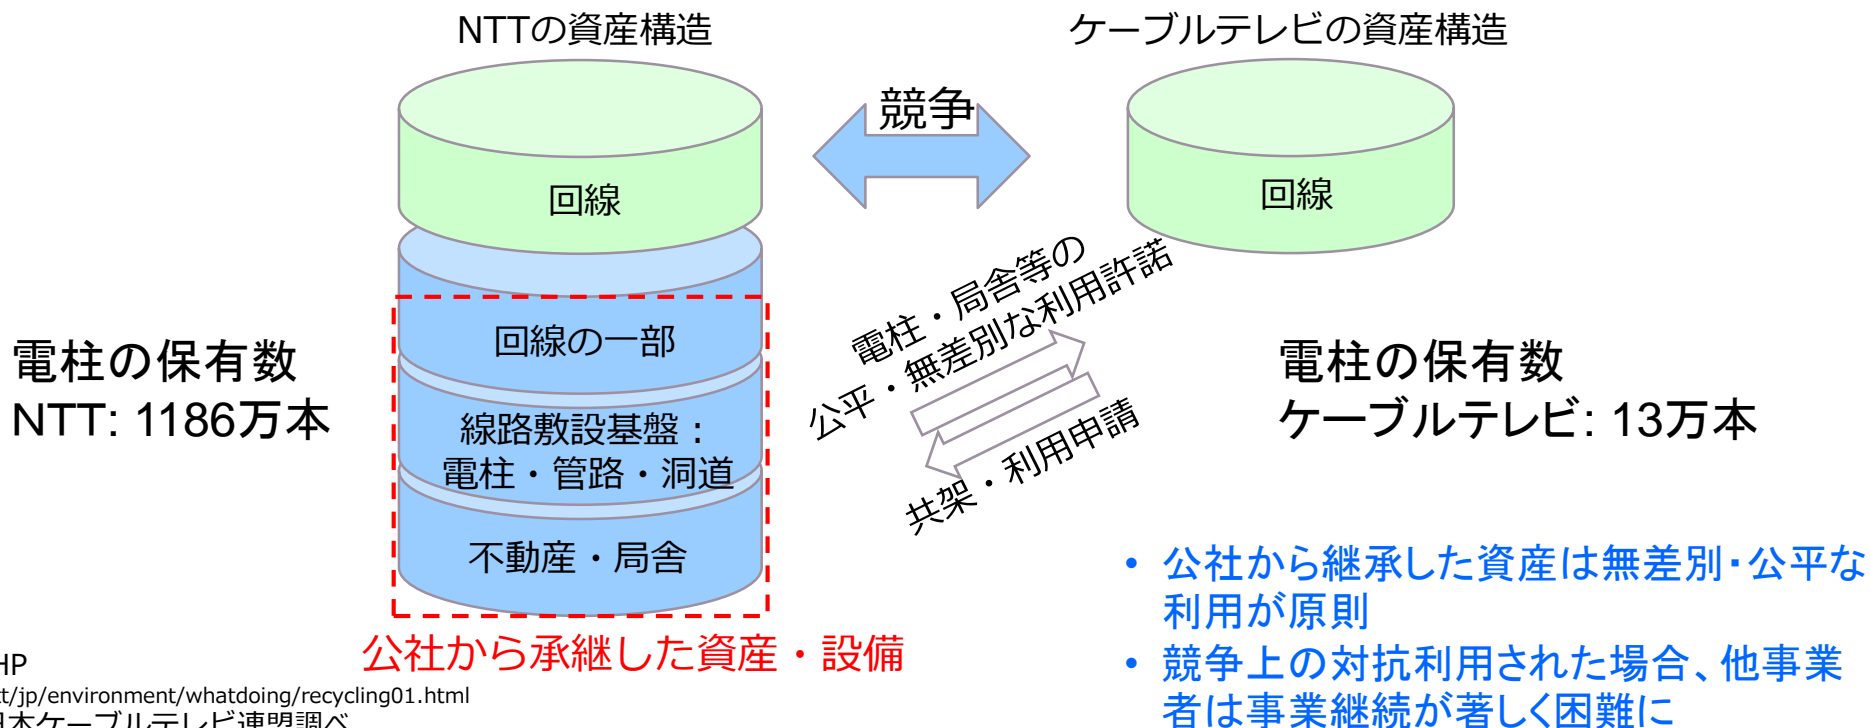 NTTの資産構造
ケーブルテレビの資産構造
競争
回線
回線
電柱・局舎等の
公平・無差別な利用許諾
共架・利用申請
回線の一部
線路敷設基盤：
電柱・管路・洞道
不動産・局舎
公社から承継した資産・設備
電柱の保有数
NTT: 1186万本
電柱の保有数
ケーブルテレビ: 13万本
• 公社から継承した資産は無差別・公平な
利用が原則
• 競争上の対抗利用された場合、他事業
者は事業継続が著しく困難に
HP
t/jp/environment/whatdoing/recycling01.html
本ケーブルテレビ連盟調べ